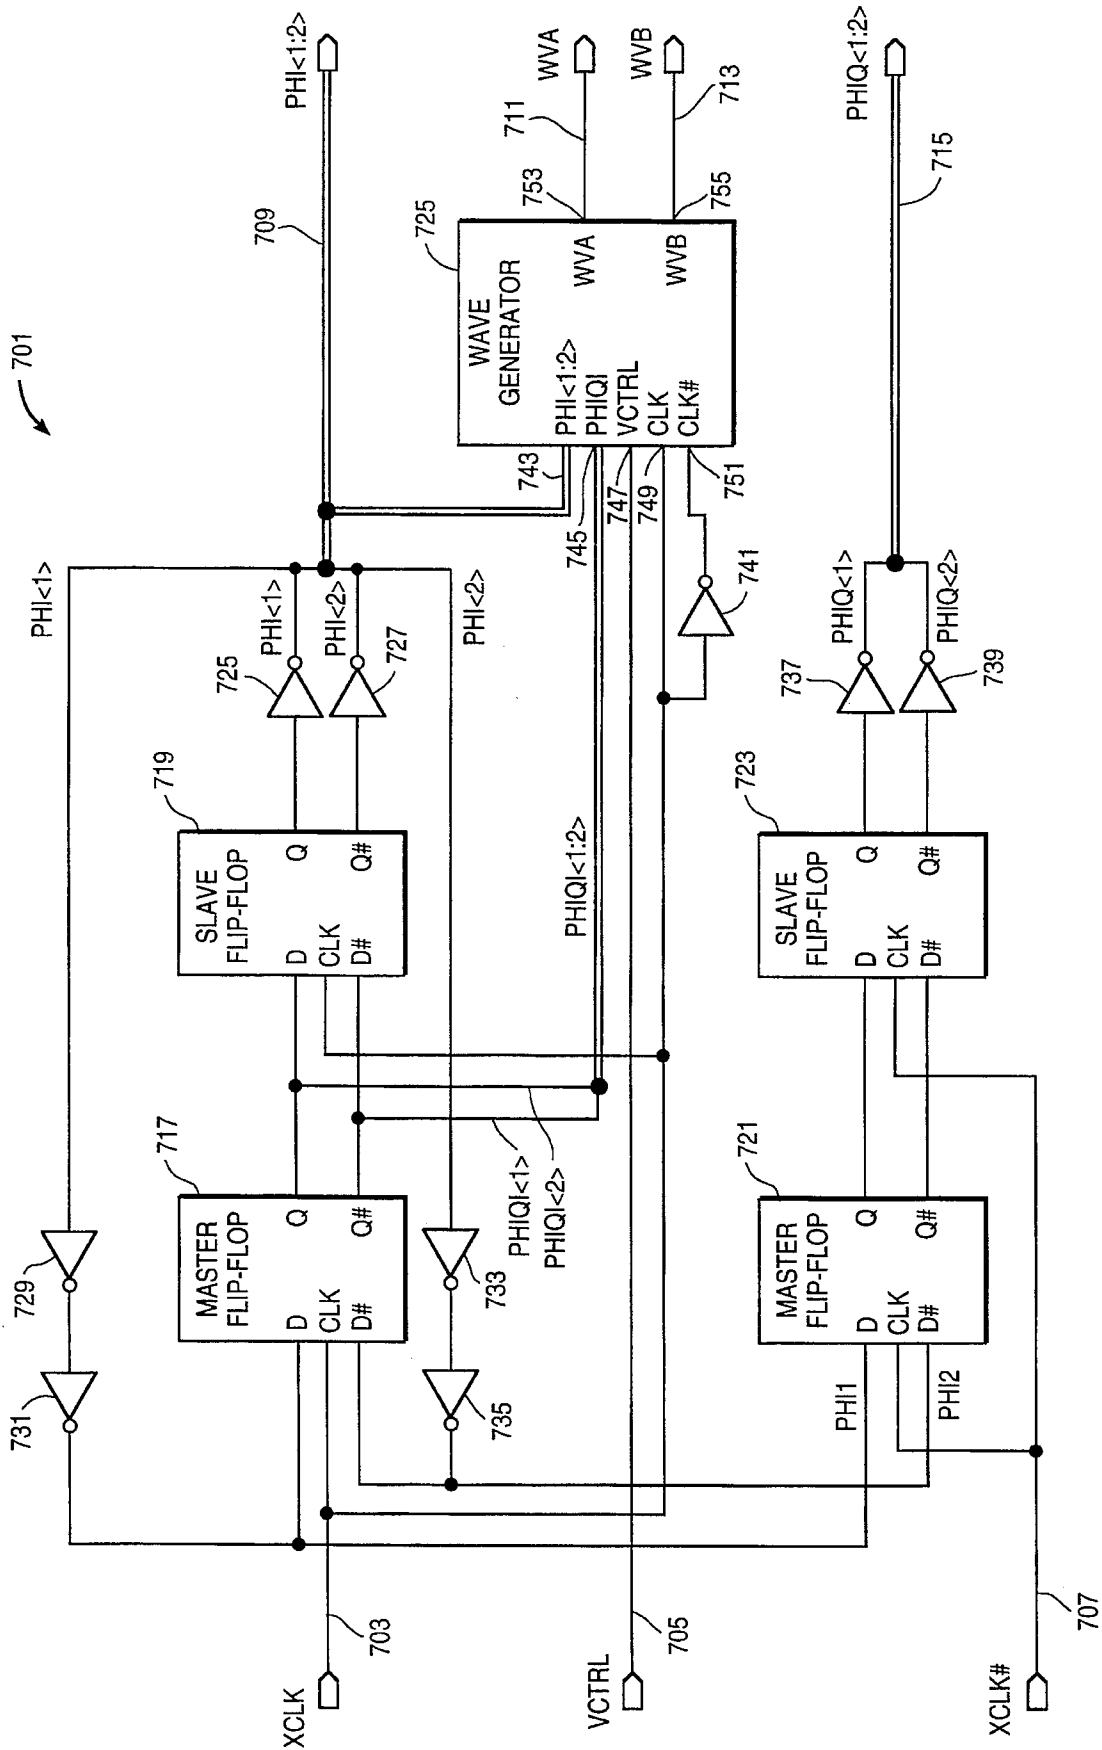 701
PHI<1>
729
731
717
MASTER
FLIP-FLOP
D
CLK
D#
Q
Q#
719
SLAVE
FLIP-FLOP
D
CLK
D#
Q
Q#
725
PHI<1>
PHI<2>
727
PHI<2>
709
PHI<1:2>
733
735
XCLK
703
PHIQI<1>
PHIQI<2>
PHIQI<1:2>
743
745
747
749
751
741
725
WAVE
GENERATOR
PHI<1:2>
PHIQI
VCTRL
CLK
CLK#
WVA
WVB
753
755
711
WVA
713
WVB
VCTRL
705
721
MASTER
FLIP-FLOP
D
CLK
D#
Q
Q#
PHI1
PHI2
723
SLAVE
FLIP-FLOP
D
CLK
D#
Q
Q#
737
739
PHIQ<1>
PHIQ<2>
715
PHIQ<1:2>
XCLK#
707